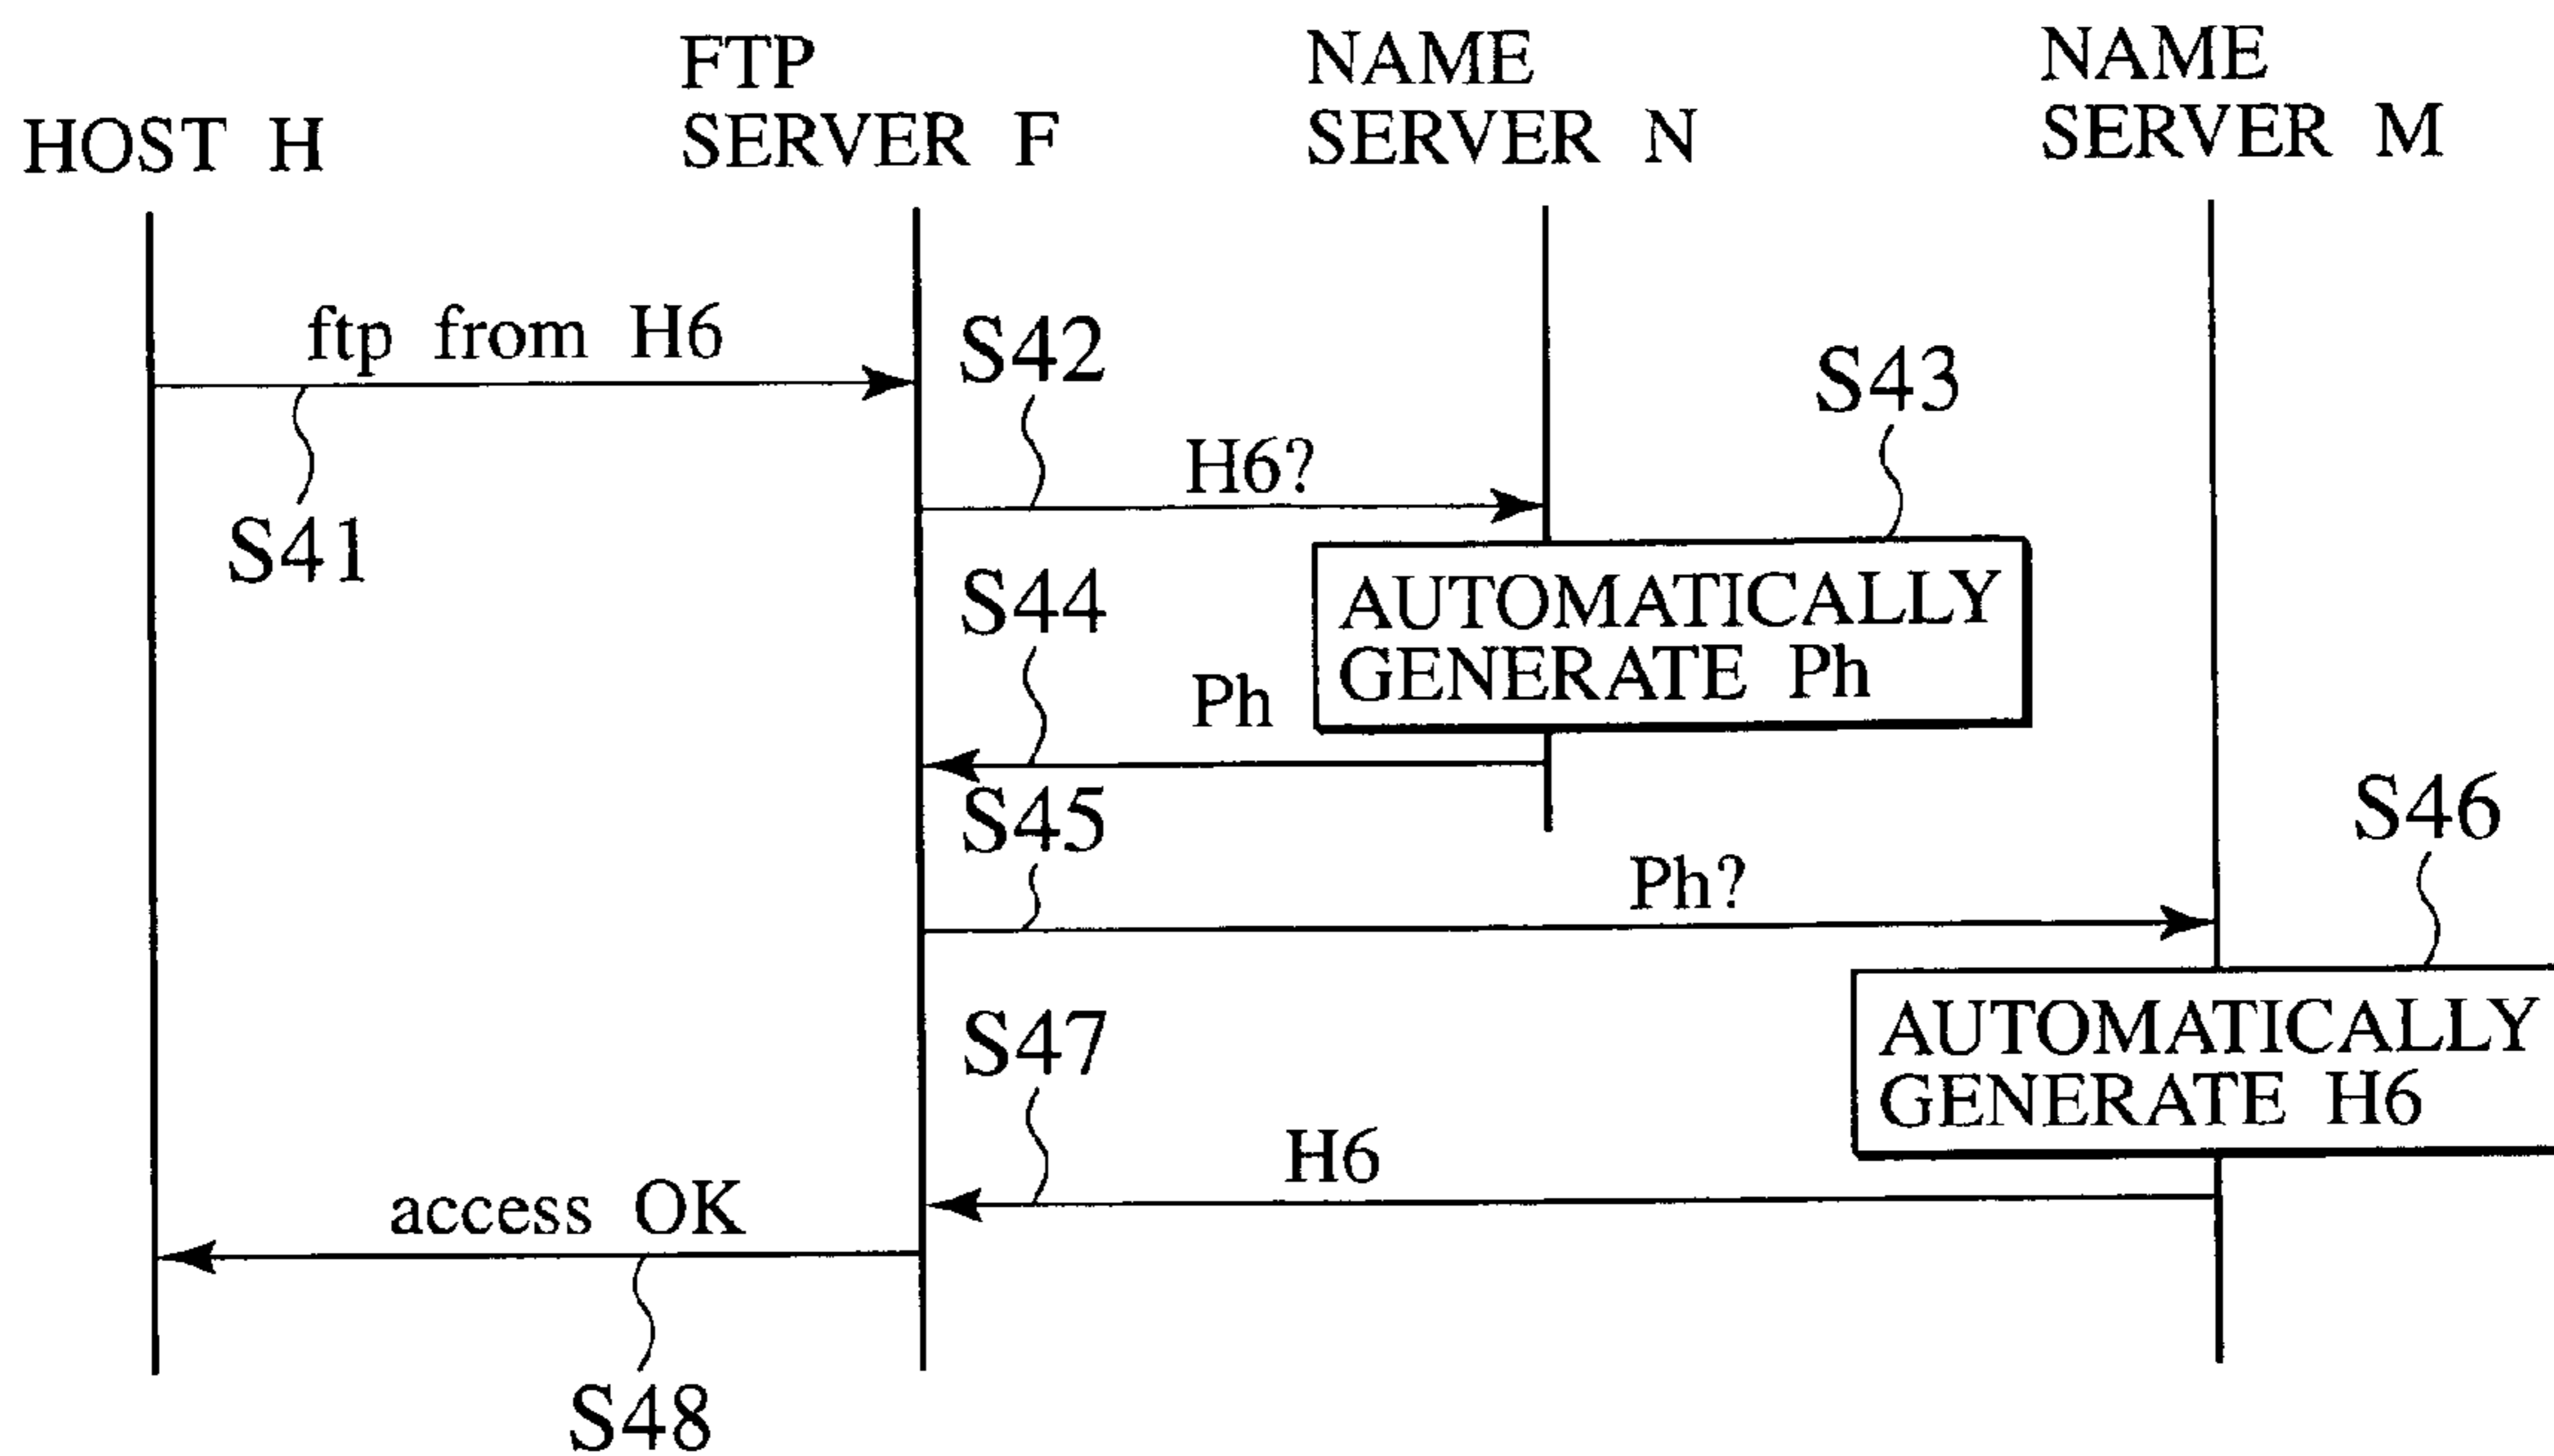 HOST H
FTP
SERVER F
NAME
SERVER N
NAME
SERVER M
ftp from H6
S41
S42
H6?
S43
AUTOMATICALLY
GENERATE Ph
S44
Ph
S45
Ph?
S46
AUTOMATICALLY
GENERATE H6
S47
H6
access OK
S48